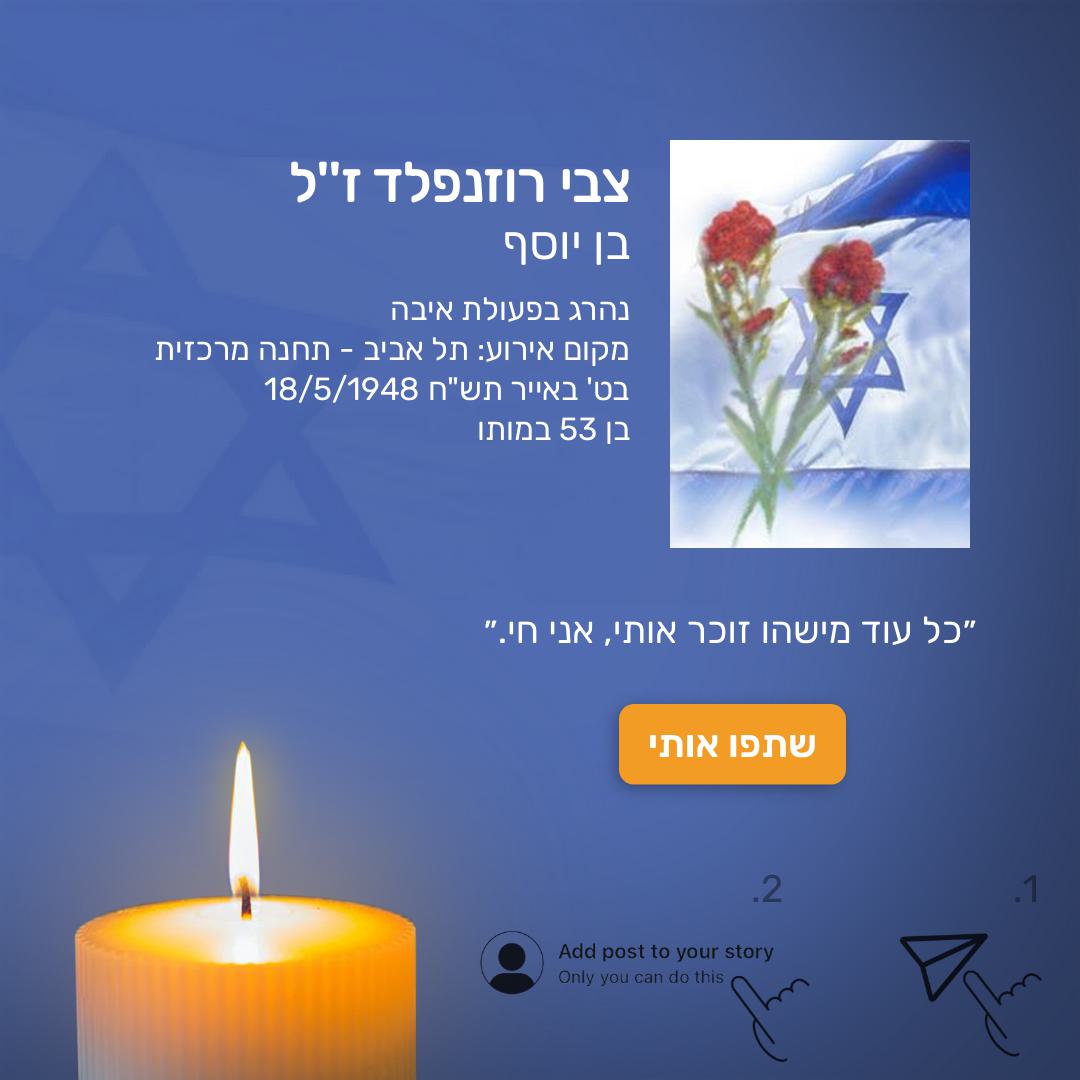 צבי רוזנפלד ז"ל
בן יוסף
נהרג בפעולת איבה
מקום אירוע: תל אביב - תחנה מרכזית
בט' באייר תש"ח 18/5/1948
בן 53 במותו
״כל עוד מישהו זוכר אותי, אני חי.״
שתפו אותי
1.
2.
Add post to your story
Only you can do this